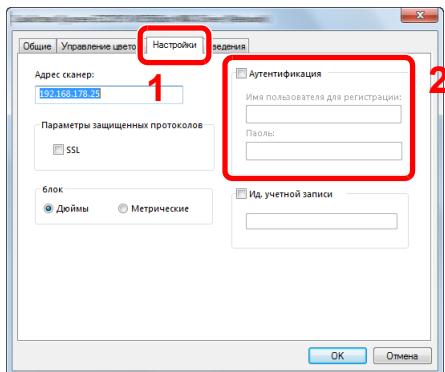 Общие
Управление цвето
Настройки
ведения
1
2
Адрес сканер:
192.168.178.25
Параметры защищенных протоколов
SSL
блок
Дюймы
Метрические
Аутентификация
Имя пользователя для регистрации:
Паоль:
Ид. учетной записи
OK
Отмена